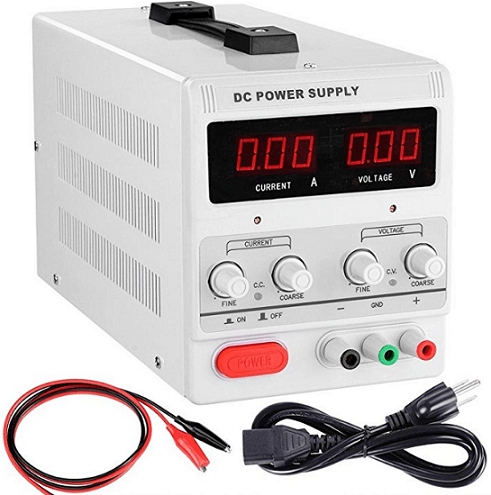 DC POWER SUPPLY
0.00 0.00
CURRENT A VOLTAGE V
CURRENT VOLTAGE
FINE C.C. COARSE FINE C.V. COARSE
ON OFF − GND +
POWER